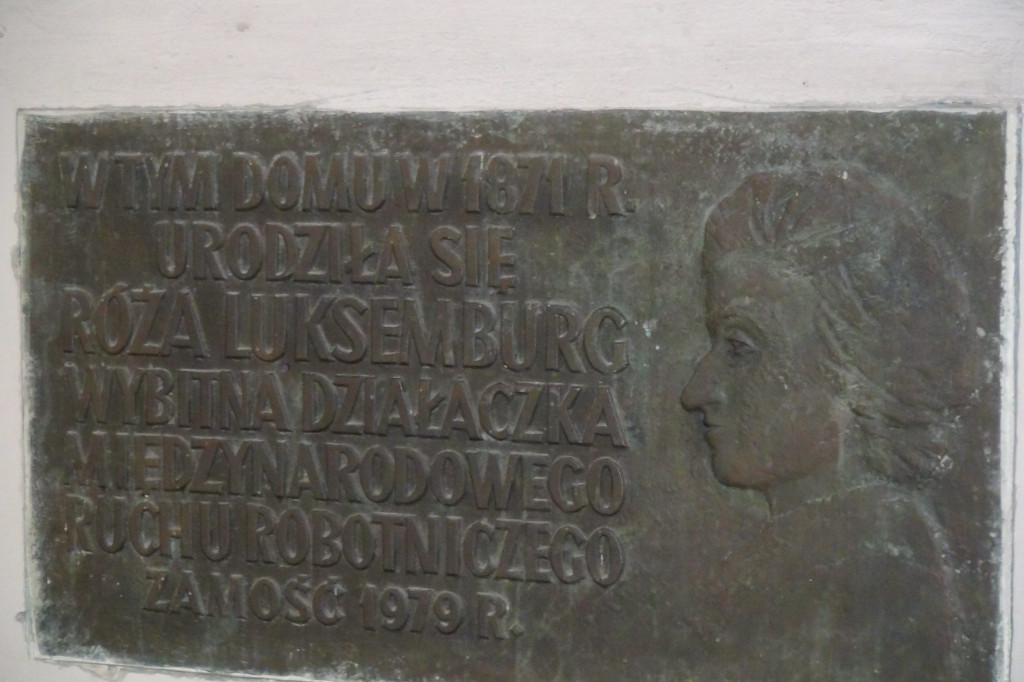 W TYM DOMU W 1871 R.
URODZIŁA SIĘ
RÓŻA LUKSEMBURG
WYBITNA DZIAŁACZKA
MIĘDZYNARODOWEGO
RUCHU ROBOTNICZEGO
ZAMOŚĆ 1979 R.